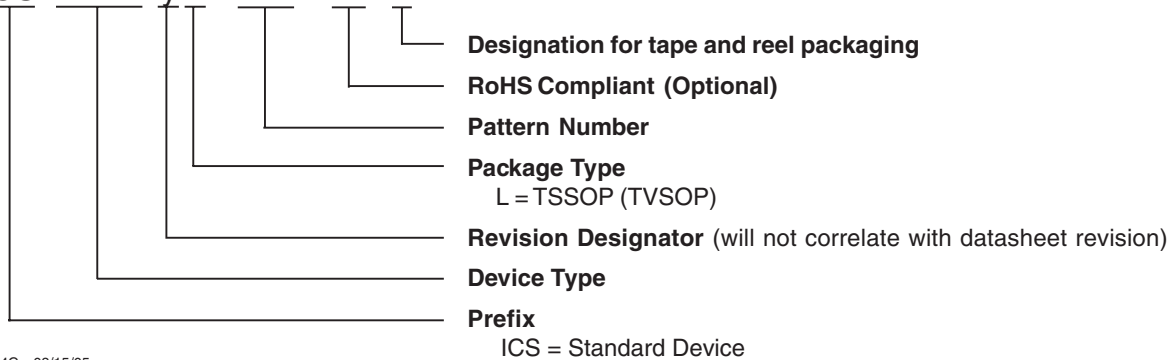 Designation for tape and reel packaging
RoHS Compliant (Optional)
Pattern Number
Package Type
L = TSSOP (TVSOP)
Revision Designator (will not correlate with datasheet revision)
Device Type
Prefix
ICS = Standard Device